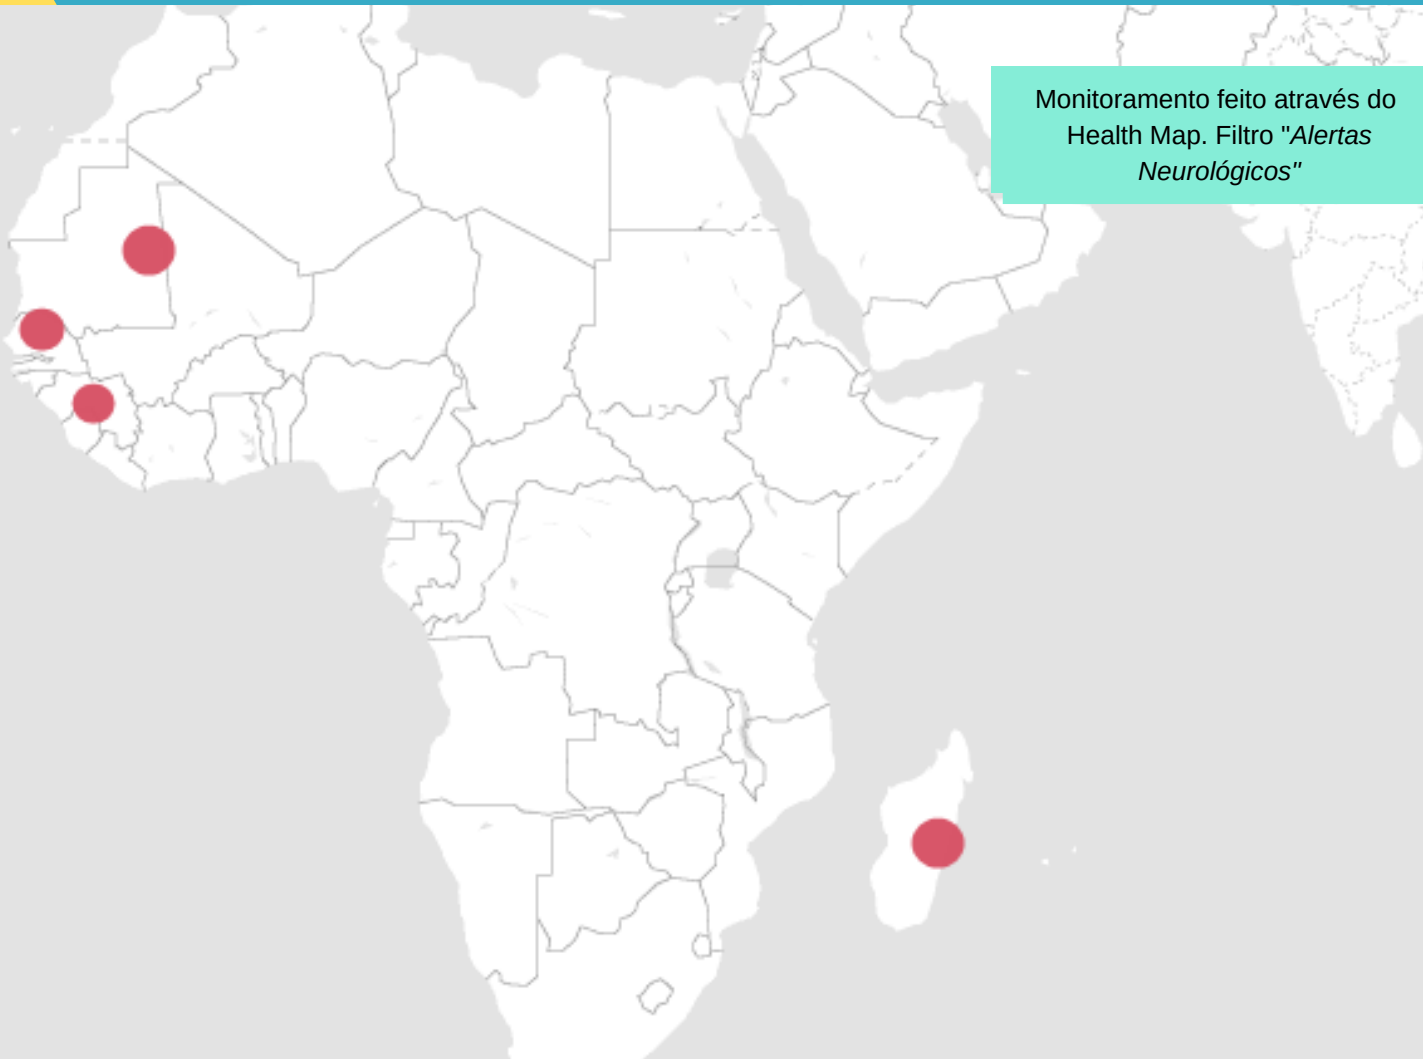 Monitoramento feito através do
Health Map. Filtro "Alertas
Neurológicos"